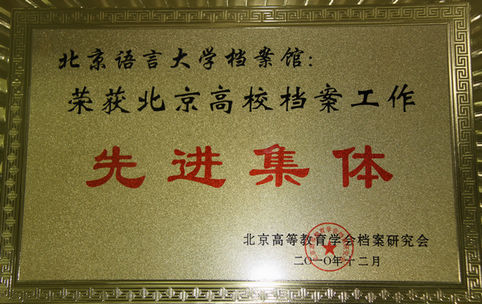 北京语言大学档案馆:
荣获北京高校档案工作
先进集体
北京高等教育学会档案研究会
二〇一〇年十二月